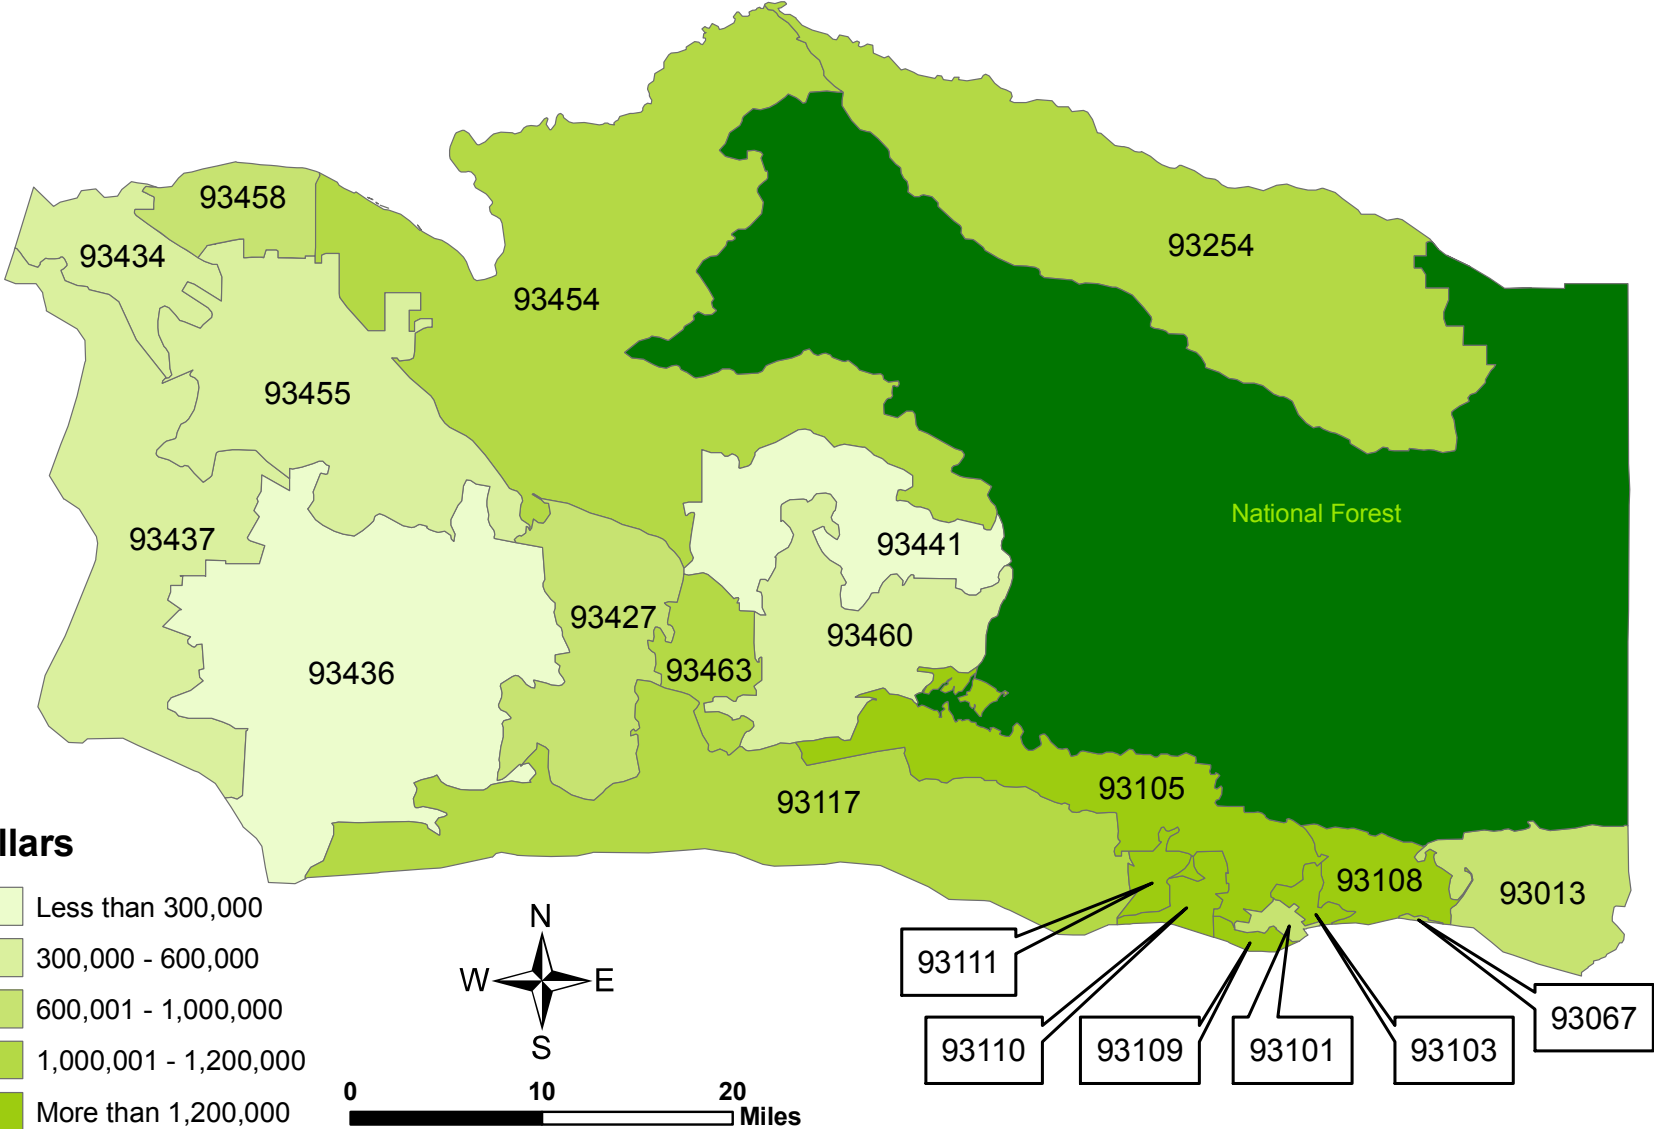 93458
93434
93254
93454
93455
National Forest
93437
93441
93427
93460
93463
93436
93105
93117
93108
93013
llars
Less than 300,000
300,000 - 600,000
600,001 - 1,000,000
1,000,001 - 1,200,000
More than 1,200,000
N
W
E
S
0
10
20
Miles
93111
93110
93109
93101
93103
93067